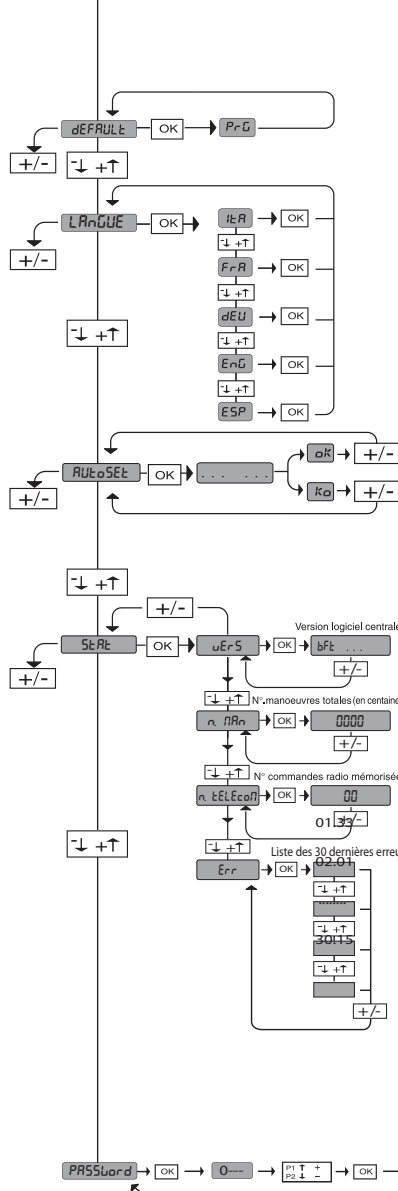 dEFAULt OK PrG
+/- -↓ +↑
LAnGUE OK ItA OK
+/- -↓ +↑
FrA OK
-↓ +↑
-↓ +↑ dEU OK
-↓ +↑
EnG OK
-↓ +↑
ESP OK
AUtoSEt OK ... ... oK +/-
+/- Ko +/-
-↓ +↑
+/-
Version logiciel centrale
StAt OK uErS OK bFt ...
+/- +/-
-↓ +↑ N°.manoeuvres totales (en centaine
n. MAn OK 0000
+/-
-↓ +↑ N° commandes radio mémorisée
n. tELEcoM OK 00
01.33 +/-
-↓ +↑ -↓ +↑ Liste des 30 dernières erreu
Err OK 02.01
-↓ +↑
.........
-↓ +↑
30.15
-↓ +↑
+/-
PASSword OK 0--- P1 ↑ + OK
P2 ↓ -